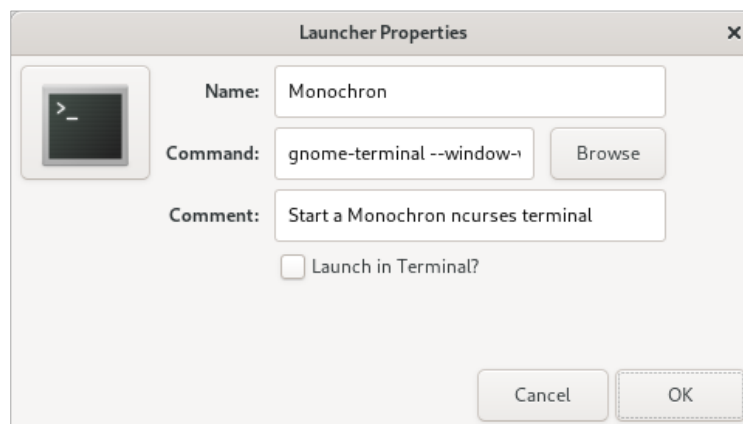 Launcher Properties
>_
Name: Monochron
Command: gnome-terminal --window- Browse
Comment: Start a Monochron ncurses terminal
Launch in Terminal?
Cancel OK